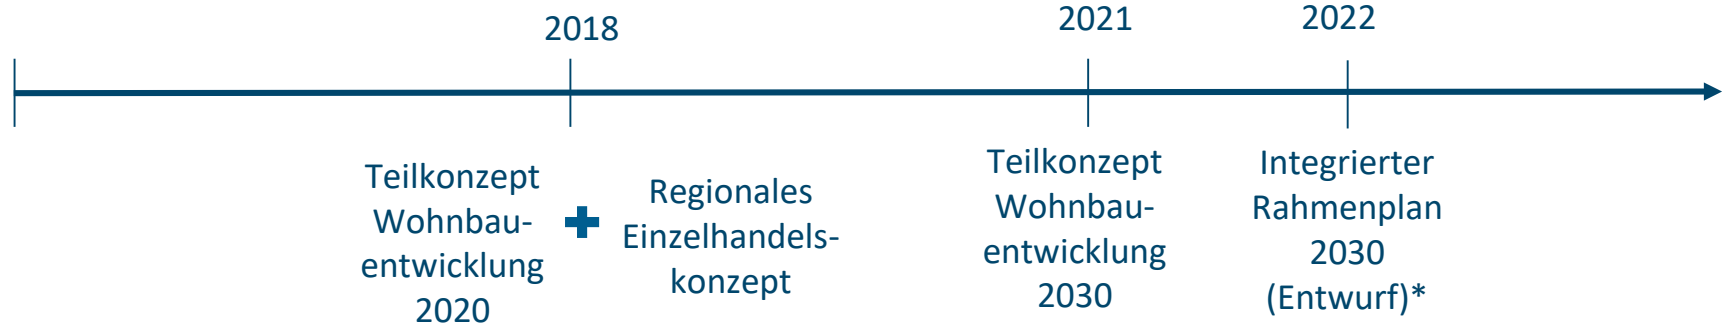 2018
2021
2022
Teilkonzept
Wohnbau-
entwicklung
2020
Regionales
Einzelhandels-
konzept
Teilkonzept
Wohnbau-
entwicklung
2030
Integrierter
Rahmenplan
2030
(Entwurf)*